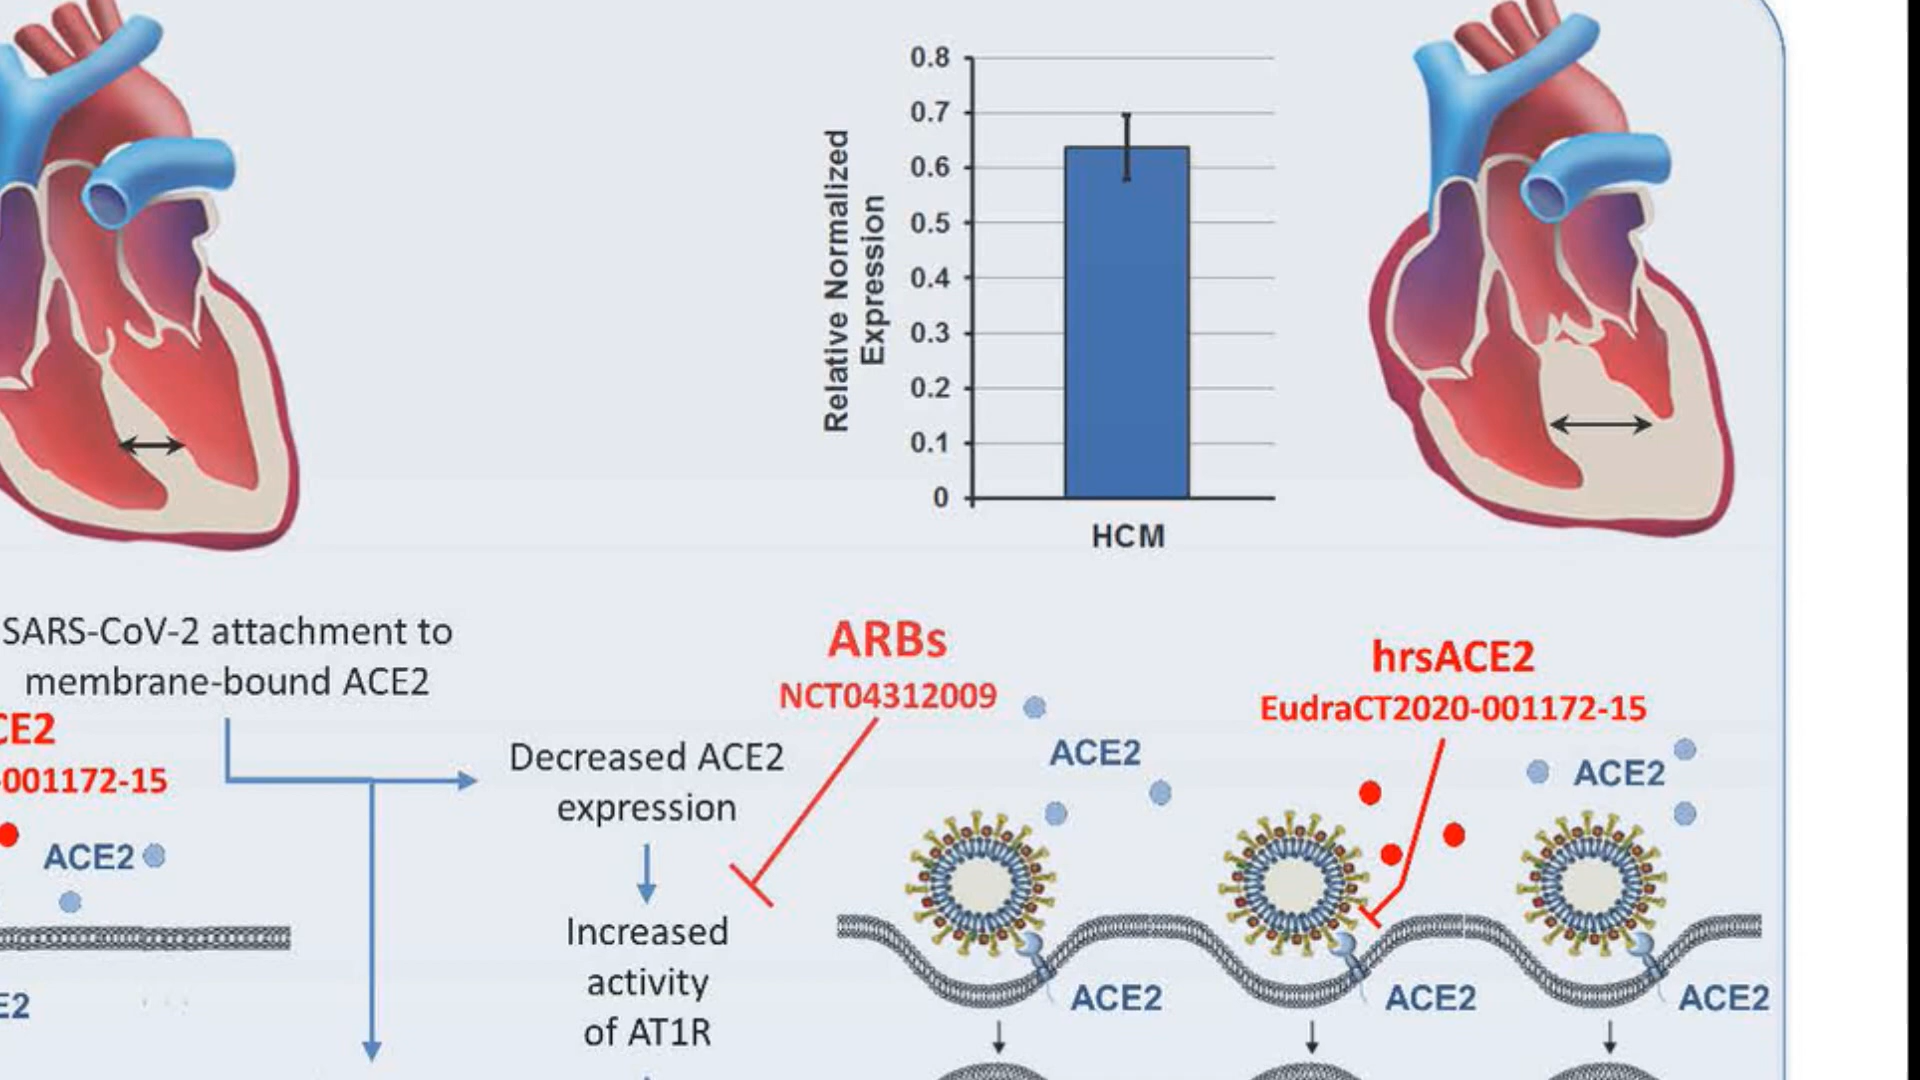 0.8
0.7
0.6
0.5
0.4
0.3
0.2
0.1
0
Relative Normalized
Expression
HCM
SARS-CoV-2 attachment to
membrane-bound ACE2
CE2
-001172-15
ACE2
E2
Decreased ACE2
expression
Increased
activity
of AT1R
ARBs
NCT04312009
ACE2
hrsACE2
EudraCT2020-001172-15
ACE2
ACE2
ACE2
ACE2